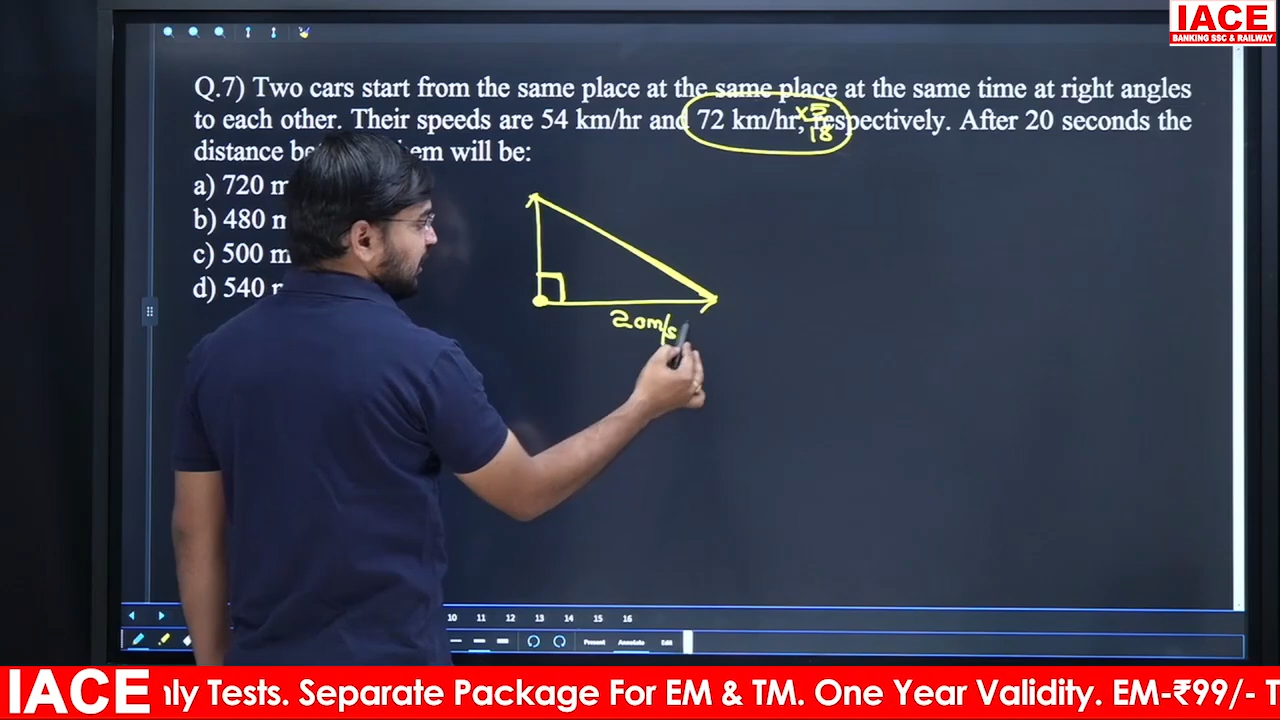 IACE
BANKING SSC & RAILWAY
Q.7) Two cars start from the same place at the same place at the same time at right angles
to each other. Their speeds are 54 km/hr and 72 km/hr, respectively. After 20 seconds the
×5
18
distance be em will be:
a) 720 m
b) 480 m
c) 500 m
d) 540
20m/s
10 11 12 13 14 15 16
Present Annotate Edit
IACE
ly Tests. Separate Package For EM & TM. One Year Validity. EM-₹99/- T